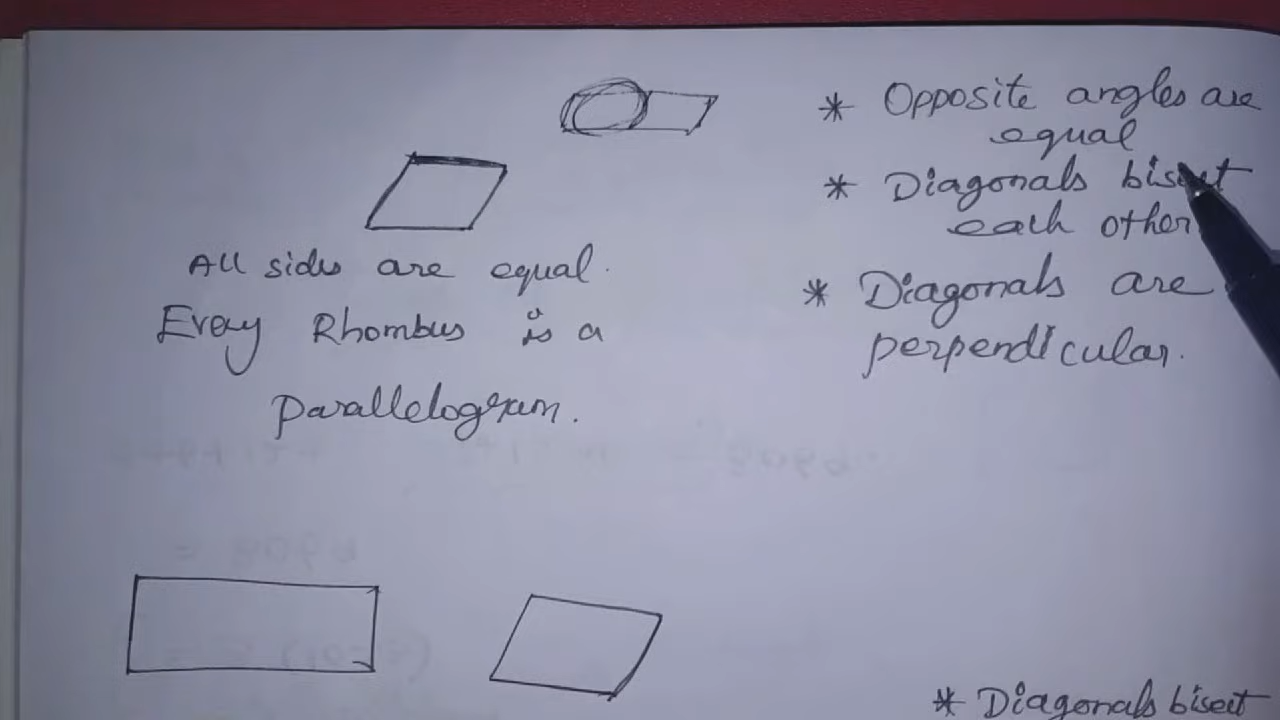 All sides are equal.
Every Rhombus is a
parallelogram.
* Opposite angles are
equal
* Diagonals bisect
each other
* Diagonals are
perpendicular.
* Diagonals bisect